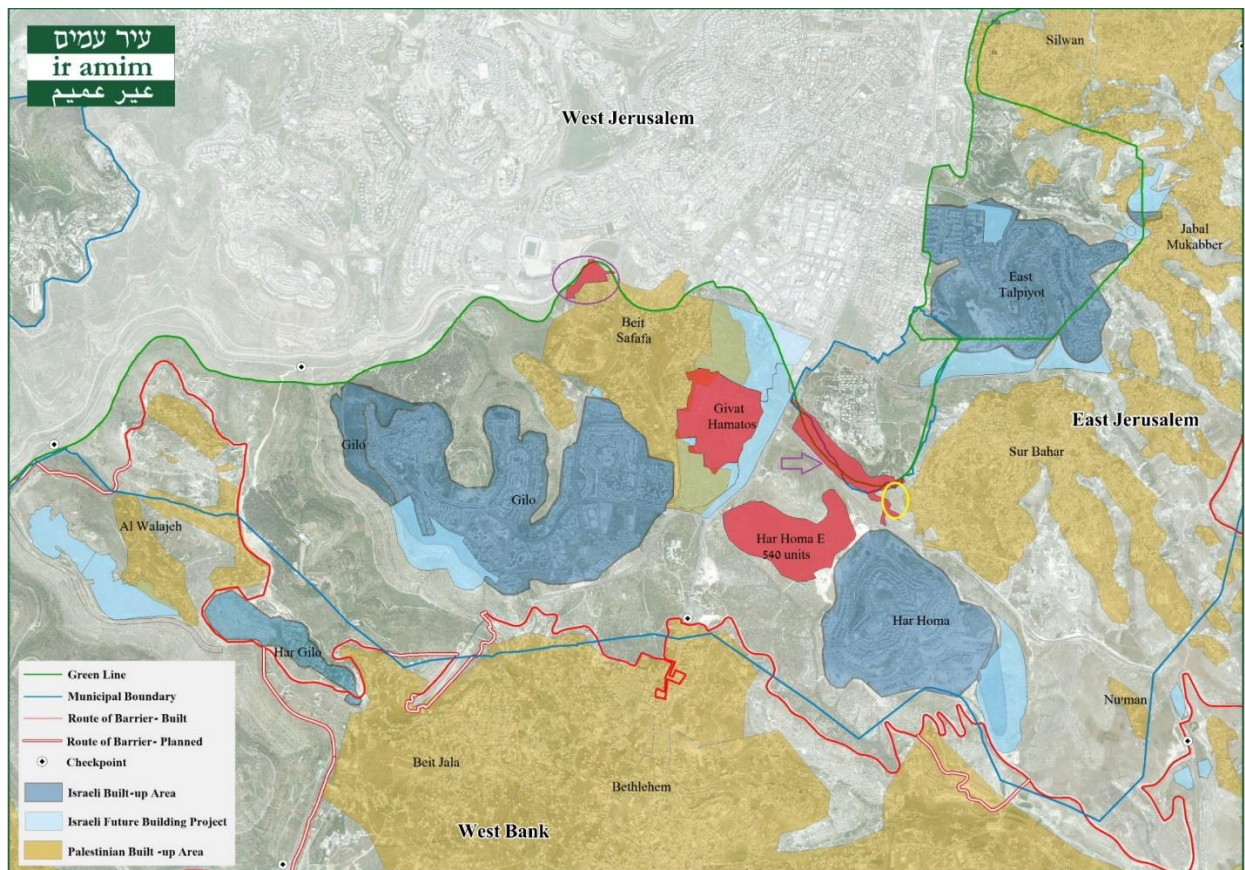 עיר עמים
ir amim
عير عميم
Silwan
West Jerusalem
Jabal
Mukabber
East
Talpiyot
Beit
Safafa
Givat
Hamatos
East Jerusalem
Sur Bahar
Gilo
Gilo
Al Walajeh
Har Homa E
540 units
Har Homa
Har Gilo
Nu'man
Beit Jala
Bethlehem
West Bank
Green Line
Municipal Boundary
Route of Barrier- Built
Route of Barrier- Planned
Checkpoint
Israeli Built-up Area
Israeli Future Building Project
Palestinian Built -up Area